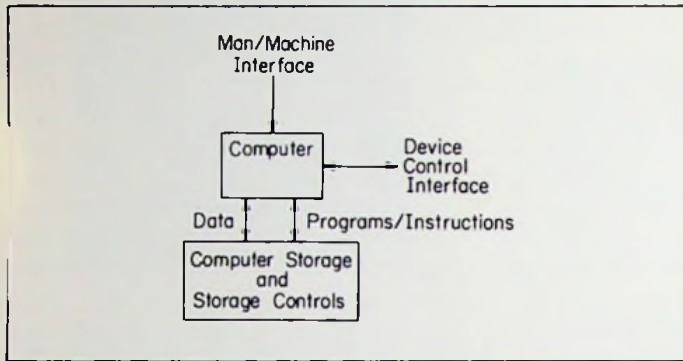 Man/Machine
Interface
Computer
Device
Control
Interface
Data
Programs/Instructions
Computer Storage
and
Storage Controls